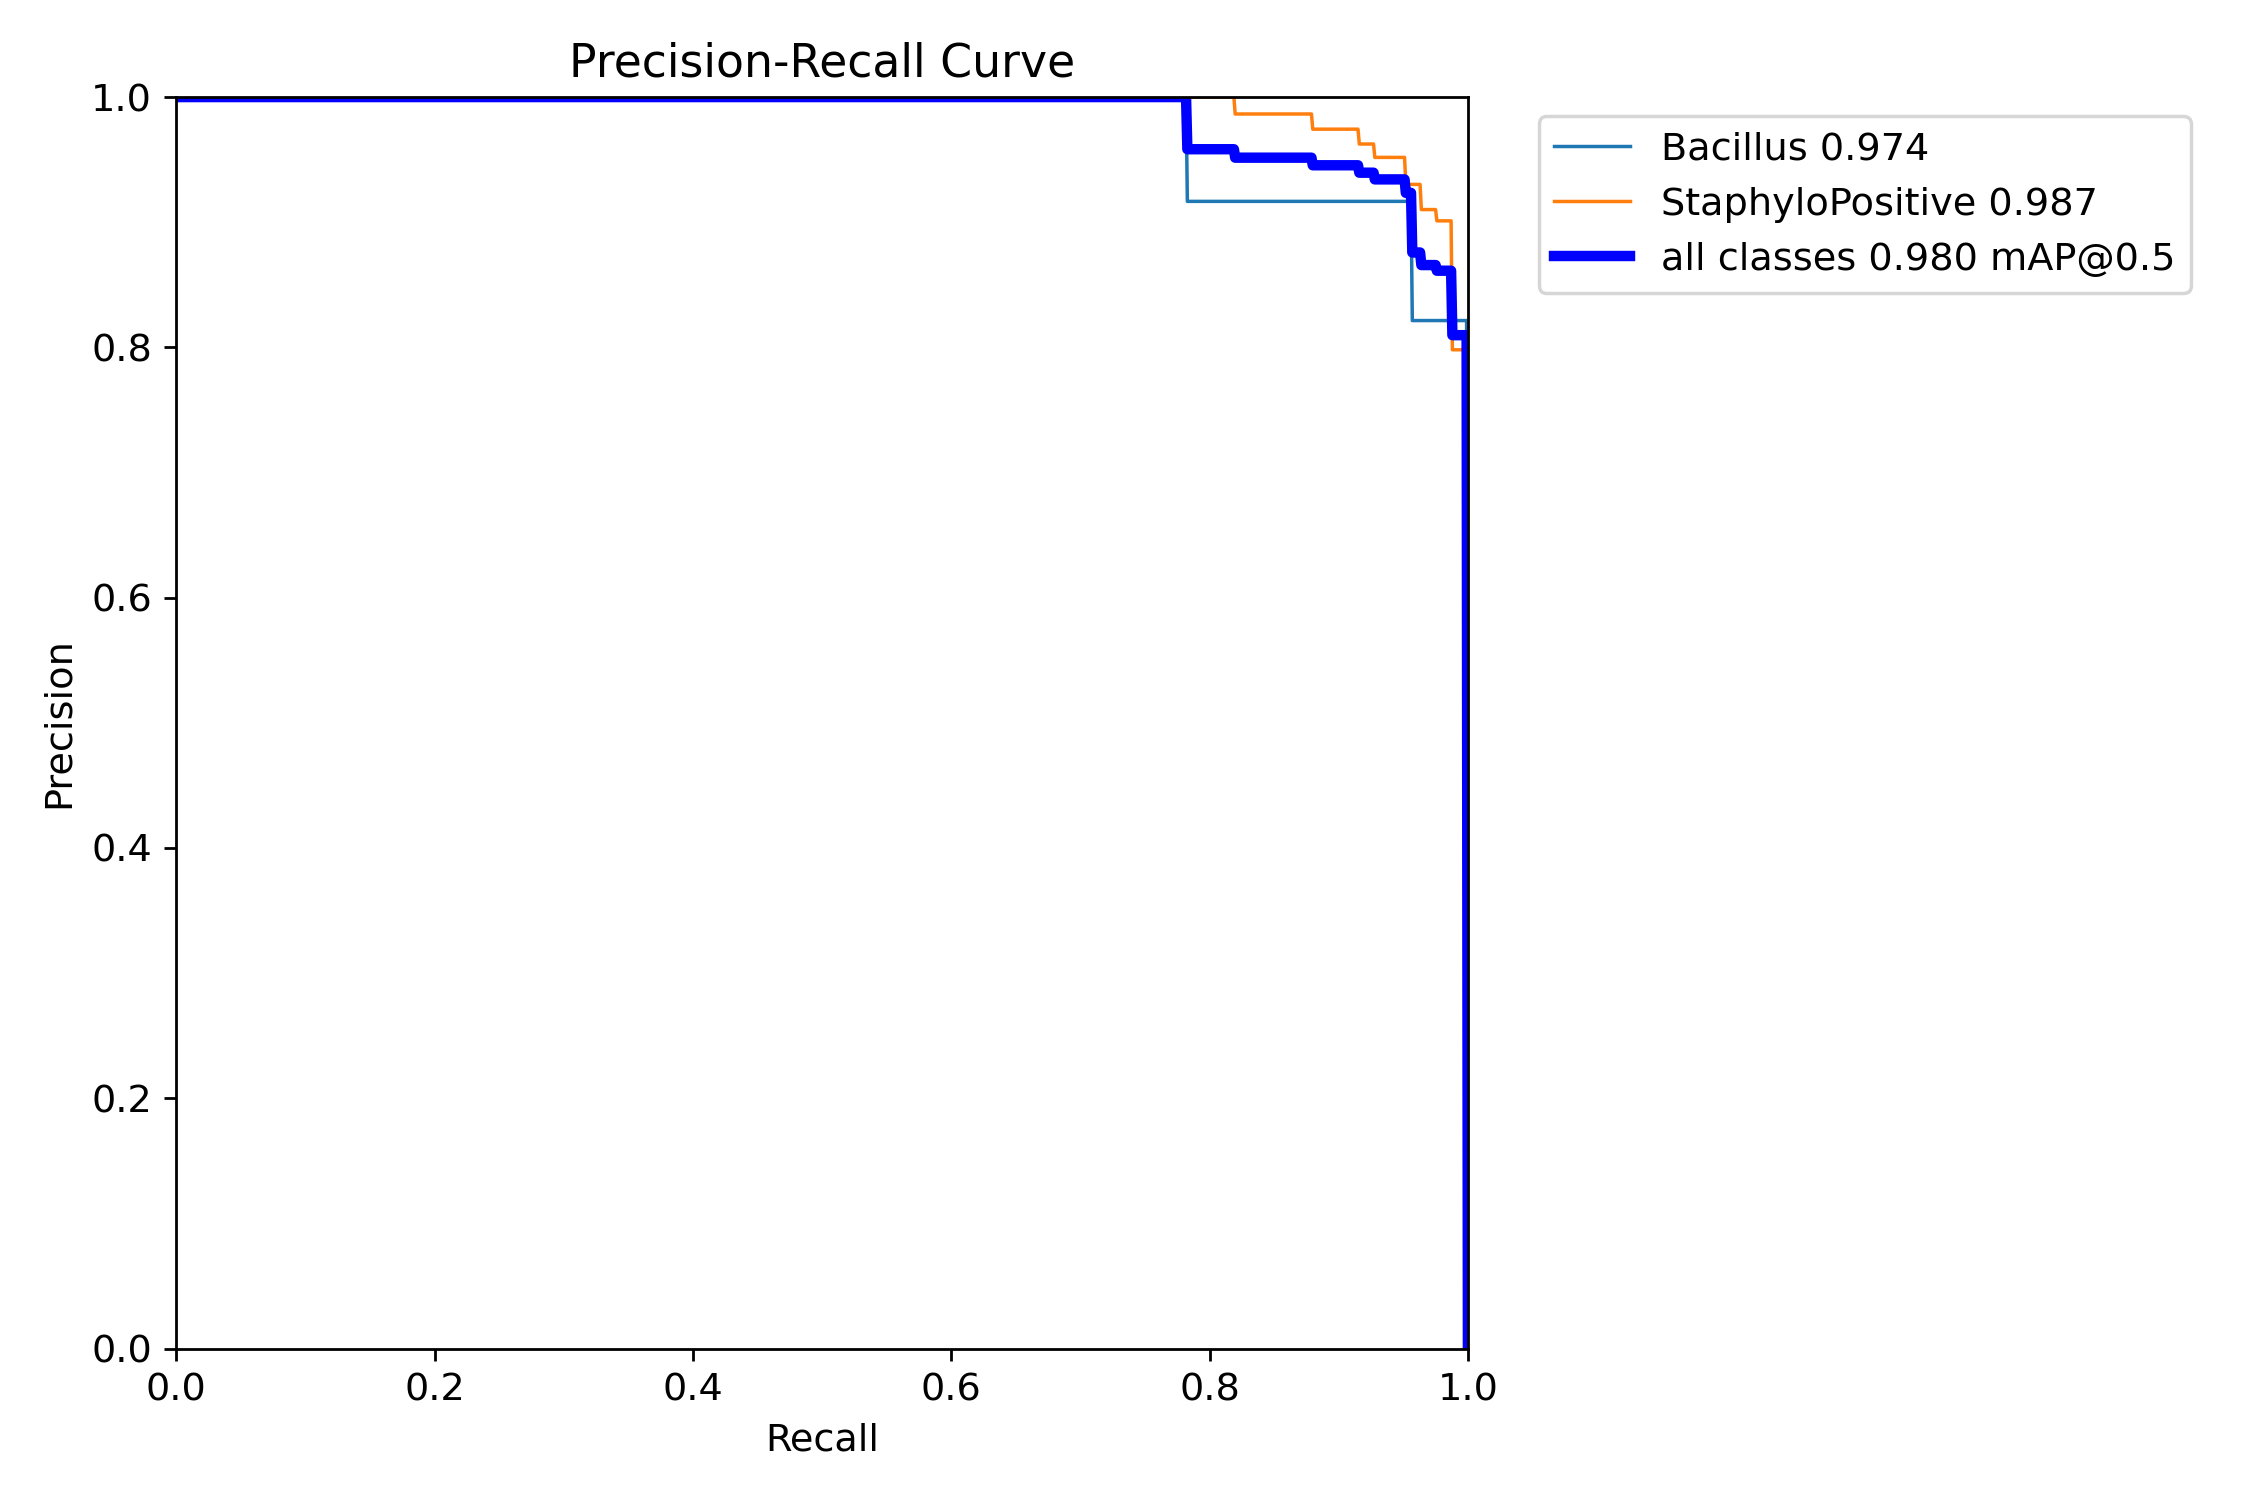 Precision-Recall Curve
1.0
0.8
0.6
0.4
0.2
0.0
Precision
0.0 0.2 0.4 0.6 0.8 1.0
Recall
Bacillus 0.974
StaphyloPositive 0.987
all classes 0.980 mAP@0.5